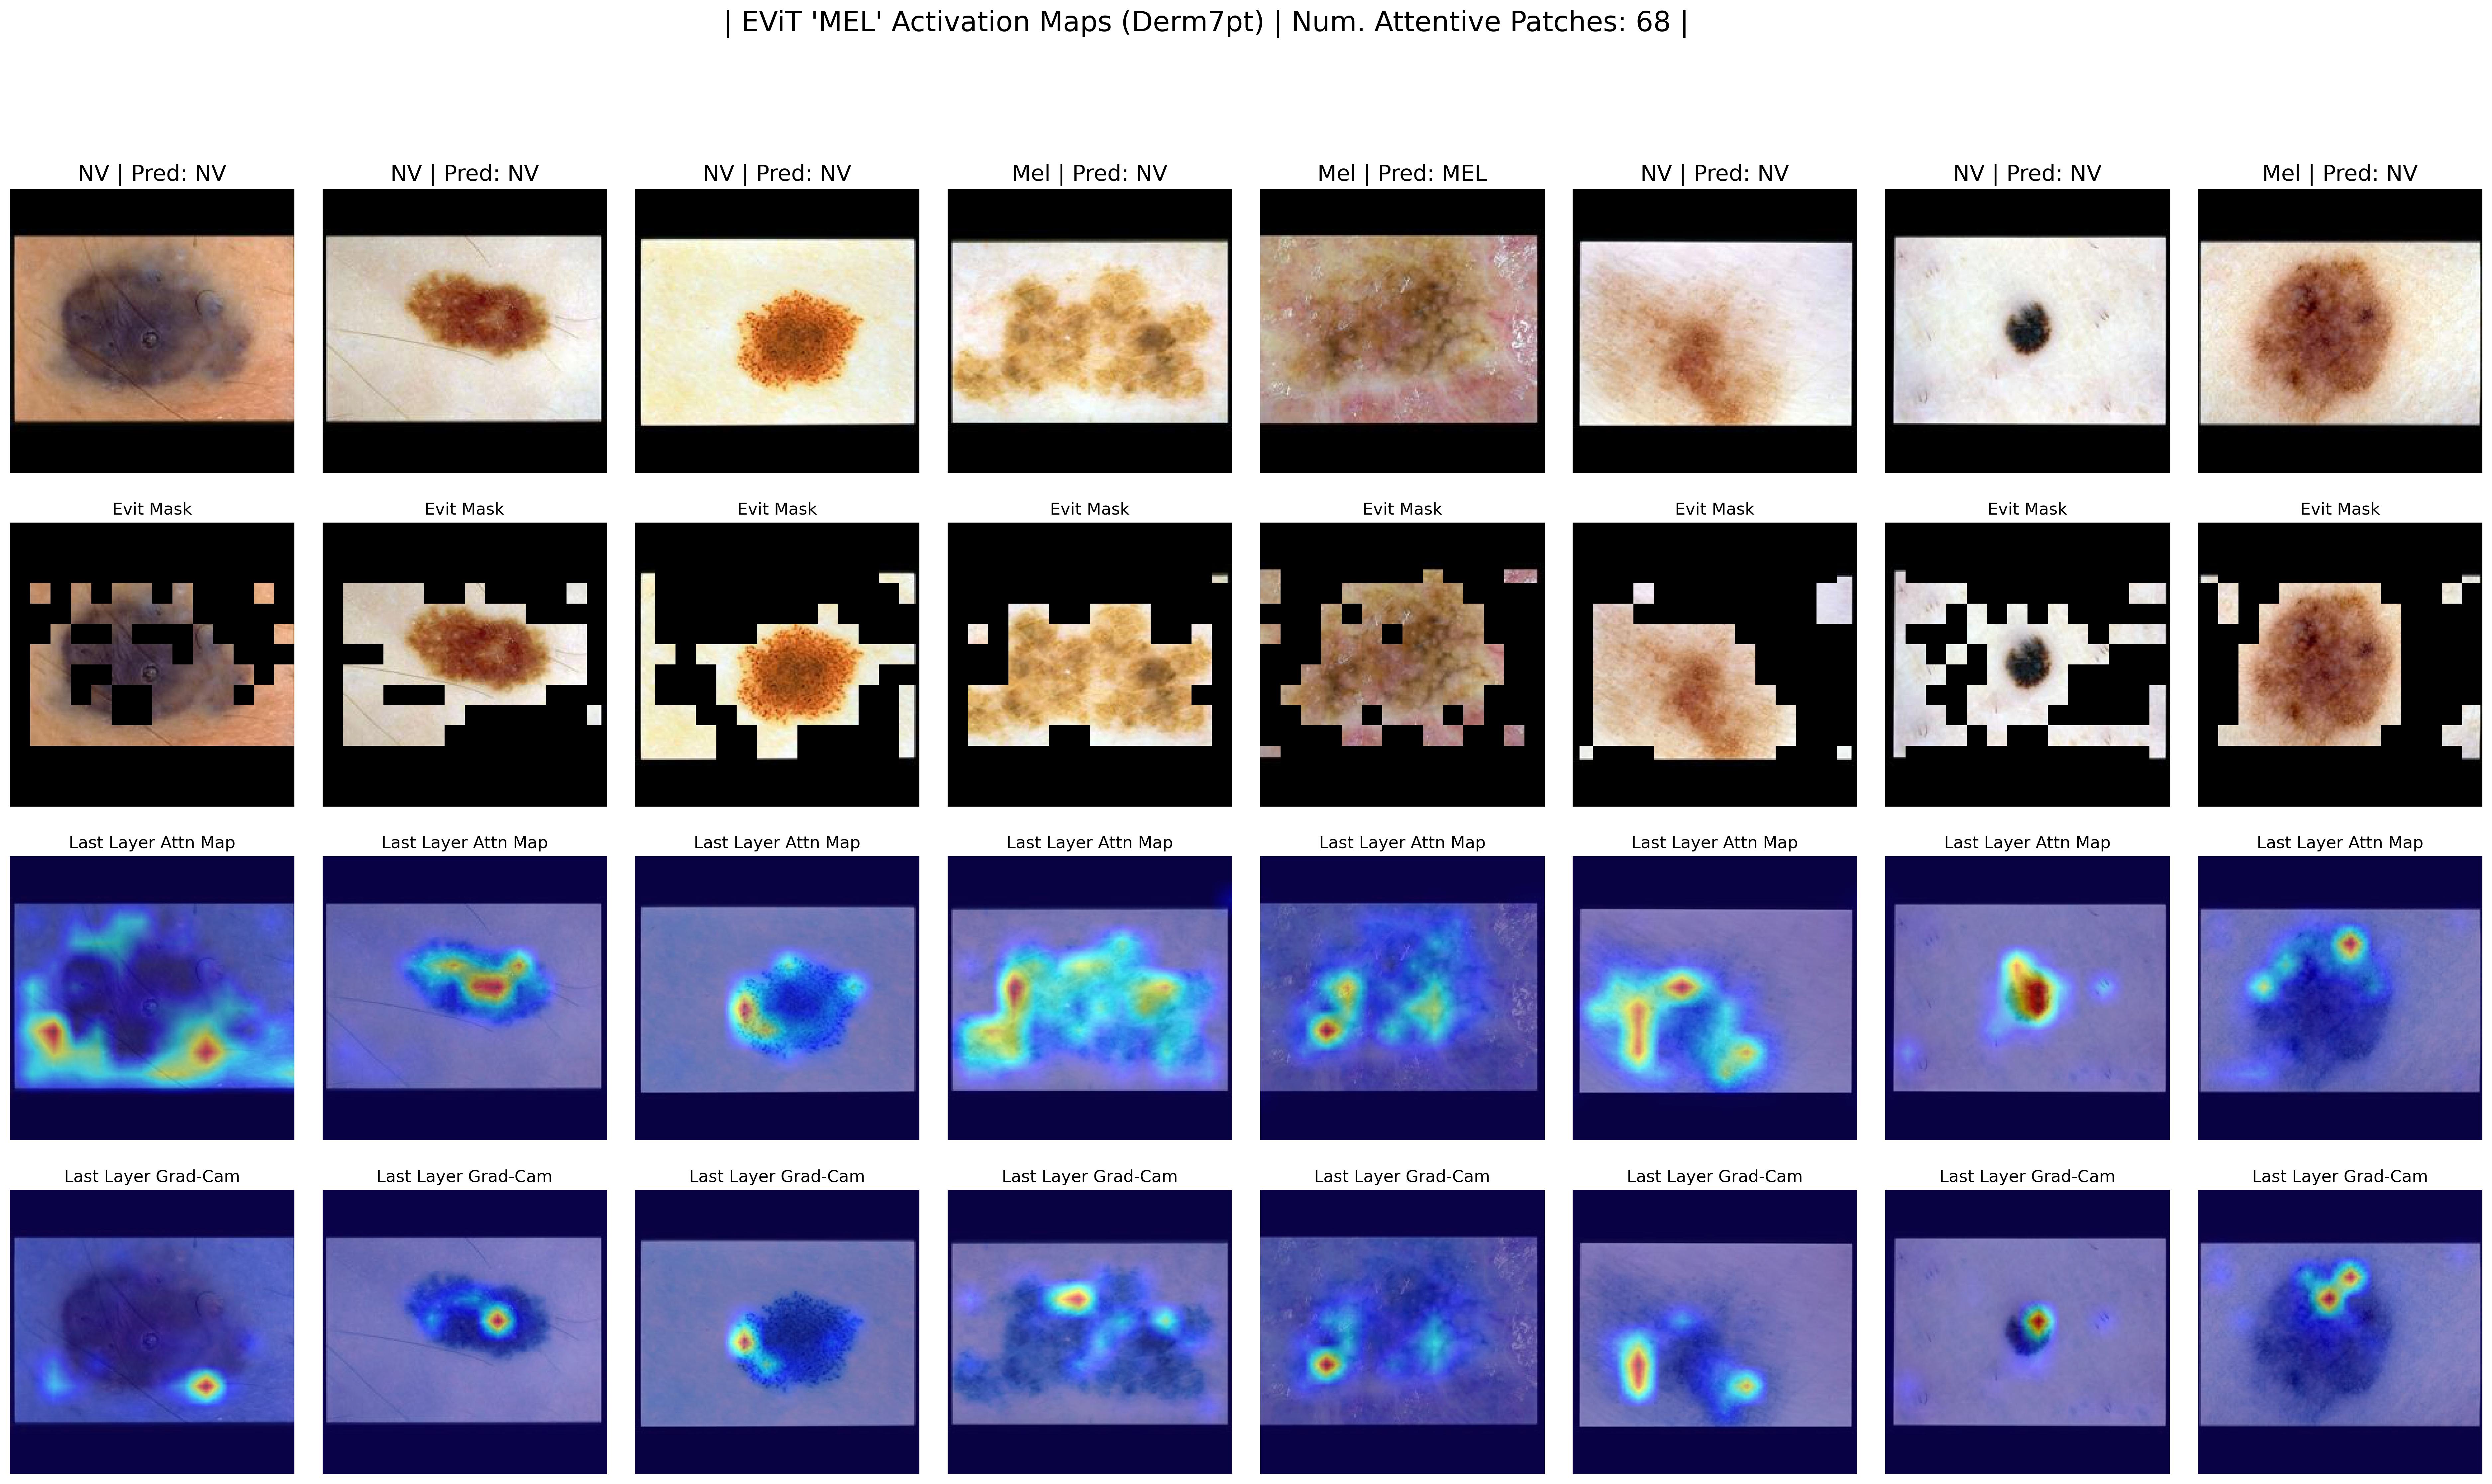 | EViT 'MEL' Activation Maps (Derm7pt) | Num. Attentive Patches: 68 |
NV | Pred: NV
NV | Pred: NV
NV | Pred: NV
Mel | Pred: NV
Mel | Pred: MEL
NV | Pred: NV
NV | Pred: NV
Mel | Pred: NV
Evit Mask
Evit Mask
Evit Mask
Evit Mask
Evit Mask
Evit Mask
Evit Mask
Evit Mask
Last Layer Attn Map
Last Layer Attn Map
Last Layer Attn Map
Last Layer Attn Map
Last Layer Attn Map
Last Layer Attn Map
Last Layer Attn Map
Last Layer Attn Map
Last Layer Grad-Cam
Last Layer Grad-Cam
Last Layer Grad-Cam
Last Layer Grad-Cam
Last Layer Grad-Cam
Last Layer Grad-Cam
Last Layer Grad-Cam
Last Layer Grad-Cam